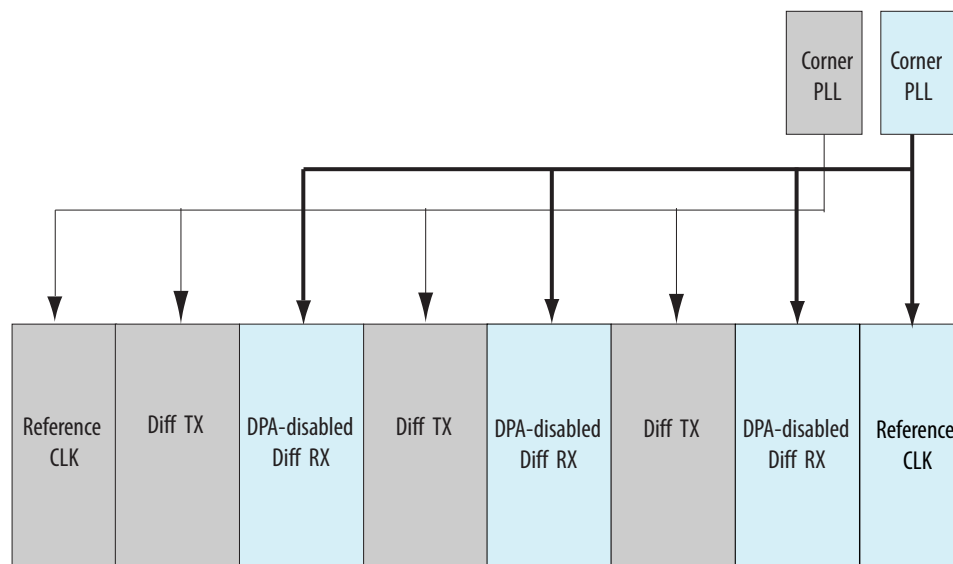 Corner
PLL
Corner
PLL
Reference
CLK
Diff TX
DPA-disabled
Diff RX
Diff TX
DPA-disabled
Diff RX
Diff TX
DPA-disabled
Diff RX
Reference
CLK